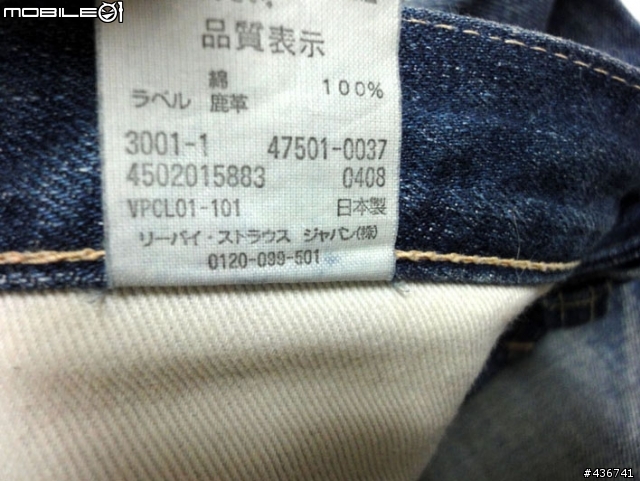 MOBILE01
品質表示
綿 100%
ラベル 鹿革
3001-1 47501-0037
4502015883 0408
VPCL01-101 日本製
リーバイ・ストラウス ジャパン(株)
0120-099-501
#436741